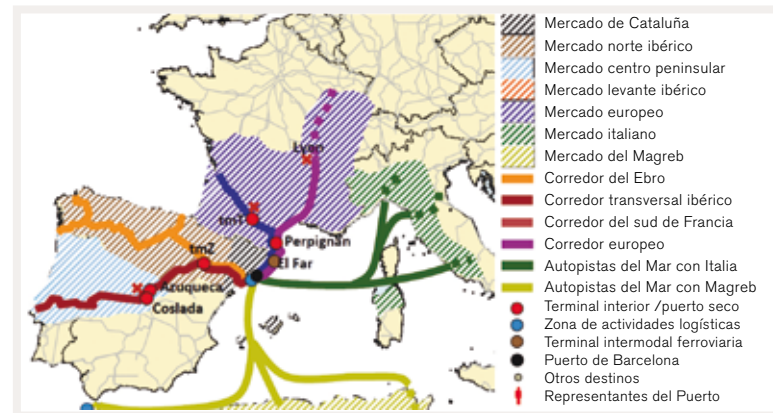 Lyon
tmT
Perpignán
El Far
tmZ
Azuqueca
Coslada
Mercado de Cataluña
Mercado norte ibérico
Mercado centro peninsular
Mercado levante ibérico
Mercado europeo
Mercado italiano
Mercado del Magreb
Corredor del Ebro
Corredor transversal ibérico
Corredor del sud de Francia
Corredor europeo
Autopistas del Mar con Italia
Autopistas del Mar con Magreb
Terminal interior /puerto seco
Zona de actividades logísticas
Terminal intermodal ferroviaria
Puerto de Barcelona
Otros destinos
Representantes del Puerto